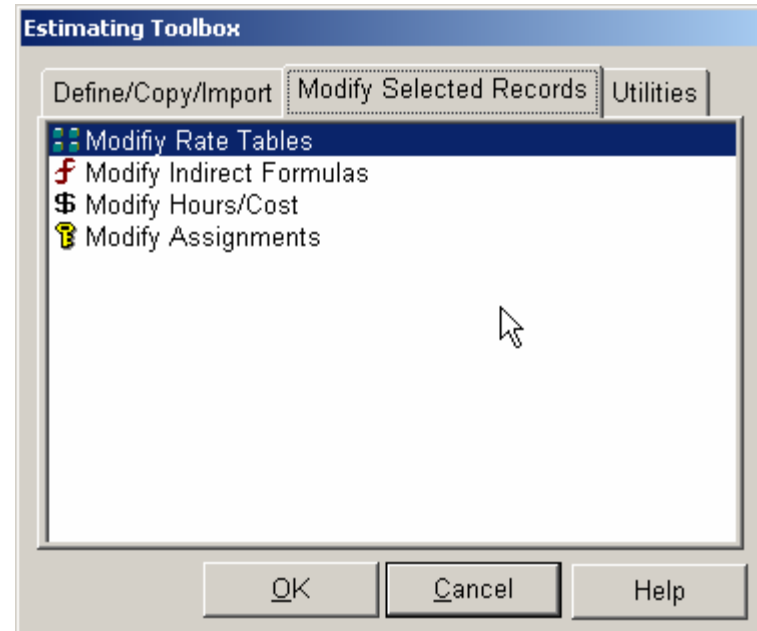 Estimating Toolbox
Define/Copy/Import Modify Selected Records Utilities
Modifiy Rate Tables
Modify Indirect Formulas
Modify Hours/Cost
Modify Assignments
OK Cancel Help